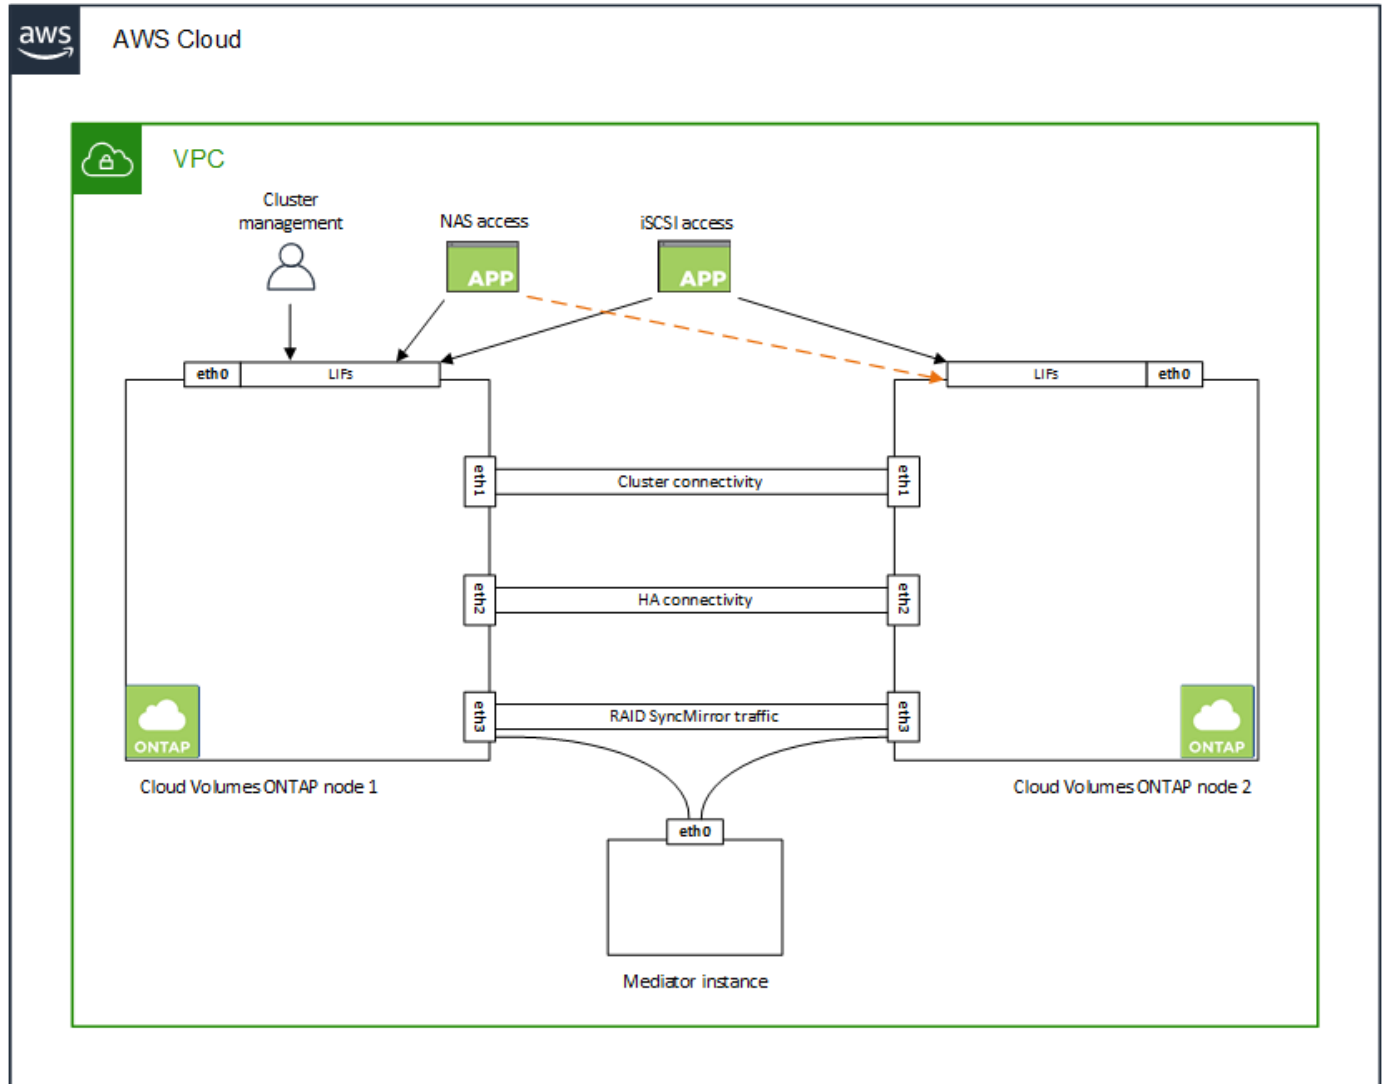 aws
AWS Cloud
VPC
Cluster
management
NAS access
iSCSI access
APP
APP
eth0
LIFs
LIFs
eth0
eth1
Cluster connectivity
eth1
eth2
HA connectivity
eth2
eth3
RAID SyncMirror traffic
eth3
ONTAP
ONTAP
Cloud Volumes ONTAP node 1
Cloud Volumes ONTAP node 2
eth0
Mediator instance